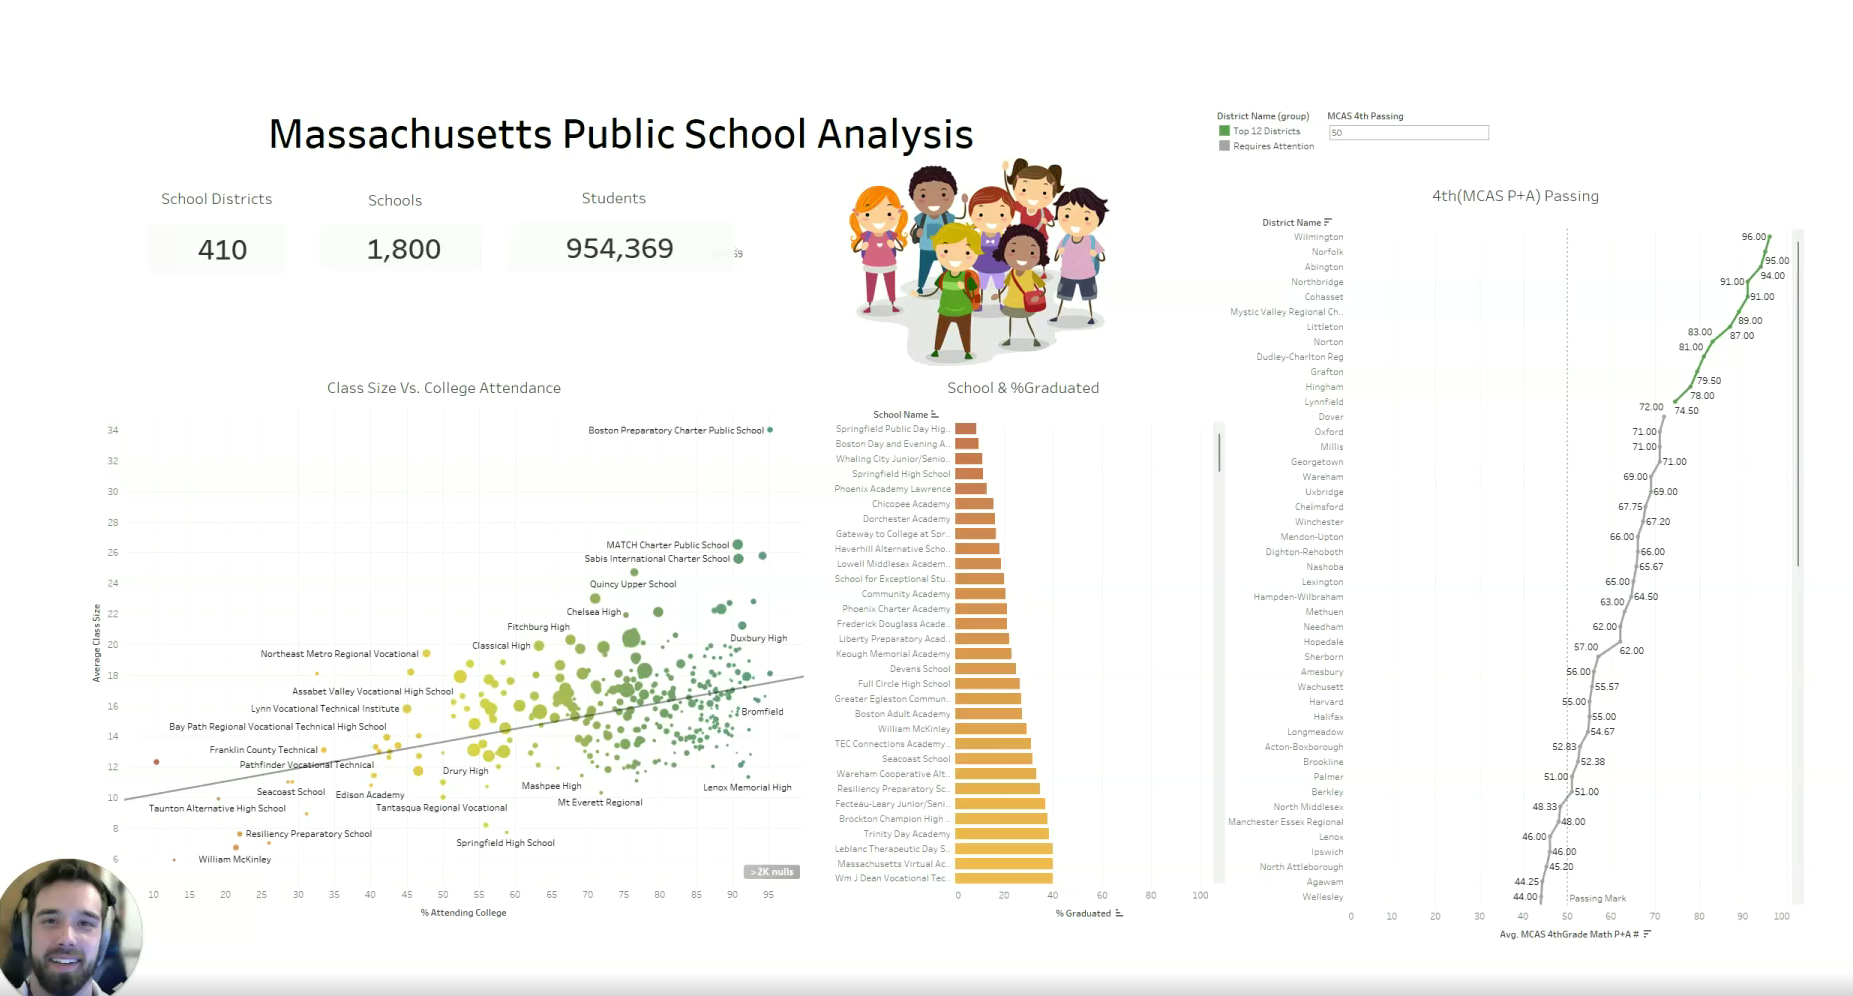 Massachusetts Public School Analysis
School Districts
410
Schools
1,800
Students
954,369
District Name (group)
Top 12 Districts
Requires Attention
MCAS 4th Passing
50
Class Size Vs. College Attendance
Average Class Size
34
32
30
28
26
24
22
20
18
16
14
12
10
8
6
Boston Preparatory Charter Public School
MATCH Charter Public School
Sabis International Charter School
Quincy Upper School
Chelsea High
Fitchburg High
Duxbury High
Classical High
Northeast Metro Regional Vocational
Assabet Valley Vocational High School
Lynn Vocational Technical Institute
Bromfield
Bay Path Regional Vocational Technical High School
Franklin County Technical
Pathfinder Vocational Technical
Drury High
Seacoast School
Edison Academy
Mashpee High
Lenox Memorial High
Mt Everett Regional
Taunton Alternative High School
Tantasqua Regional Vocational
Resiliency Preparatory School
Springfield High School
William McKinley
>2K nulls
10 15 20 25 30 35 40 45 50 55 60 65 70 75 80 85 90 95
% Attending College
School & %Graduated
School Name
Springfield Public Day Hig..
Boston Day and Evening A..
Whaling City Junior/Senio..
Springfield High School
Phoenix Academy Lawrence
Chicopee Academy
Dorchester Academy
Gateway to College at Spr..
Haverhill Alternative Scho..
Lowell Middlesex Academ..
School for Exceptional Stu..
Community Academy
Phoenix Charter Academy
Frederick Douglass Acade..
Liberty Preparatory Acad..
Keough Memorial Academy
Devens School
Full Circle High School
Greater Egleston Commun..
Boston Adult Academy
William McKinley
TEC Connections Academy..
Seacoast School
Wareham Cooperative Alt..
Resiliency Preparatory Sc..
Fecteau-Leary Junior/Seni..
Brockton Champion High ..
Trinity Day Academy
Leblanc Therapeutic Day S..
Massachusetts Virtual Ac..
Wm J Dean Vocational Tec..
0 20 40 60 80 100
% Graduated
4th(MCAS P+A) Passing
District Name
Wilmington 96.00
Norfolk 95.00
Abington 94.00
Northbridge 91.00
Cohasset 91.00
Mystic Valley Regional Ch.. 89.00
Littleton 87.00
Norton 83.00
Dudley-Charlton Reg 81.00
Grafton 79.50
Hingham 78.00
Lynnfield 74.50
Dover 72.00
Oxford 71.00
Millis 71.00
Georgetown 71.00
Wareham 69.00
Uxbridge 69.00
Chelmsford 67.75
Winchester 67.20
Mendon-Upton 66.00
Dighton-Rehoboth 66.00
Nashoba 65.67
Lexington 65.00
Hampden-Wilbraham 64.50
Methuen 63.00
Needham 62.00
Hopedale 62.00
Sherborn 57.00
Amesbury 56.00
Wachusett 55.57
Harvard 55.00
Halifax 55.00
Longmeadow 54.67
Acton-Boxborough 52.83
Brookline 52.38
Palmer 51.00
Berkley 51.00
North Middlesex 48.33
Manchester Essex Regional 48.00
Lenox 46.00
Ipswich 46.00
North Attleborough 45.20
Agawam 44.25
Wellesley 44.00
Passing Mark
0 10 20 30 40 50 60 70 80 90 100
Avg. MCAS 4thGrade Math P+A #